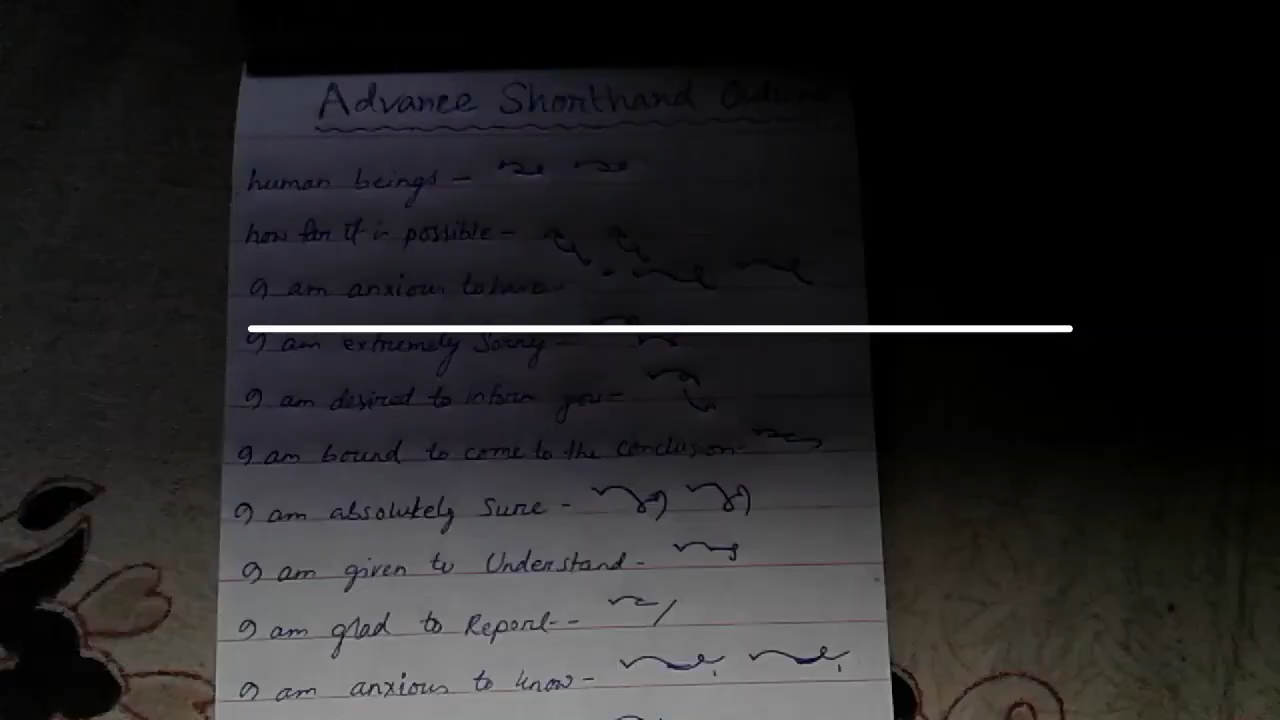 Advance Shorthand Outline
human beings -
how far it is possible -
I am anxious to have -
I am extremely sorry -
I am desired to inform you -
I am bound to come to the conclusion -
I am absolutely sure -
I am given to Understand -
I am glad to Report - -
I am anxious to know -